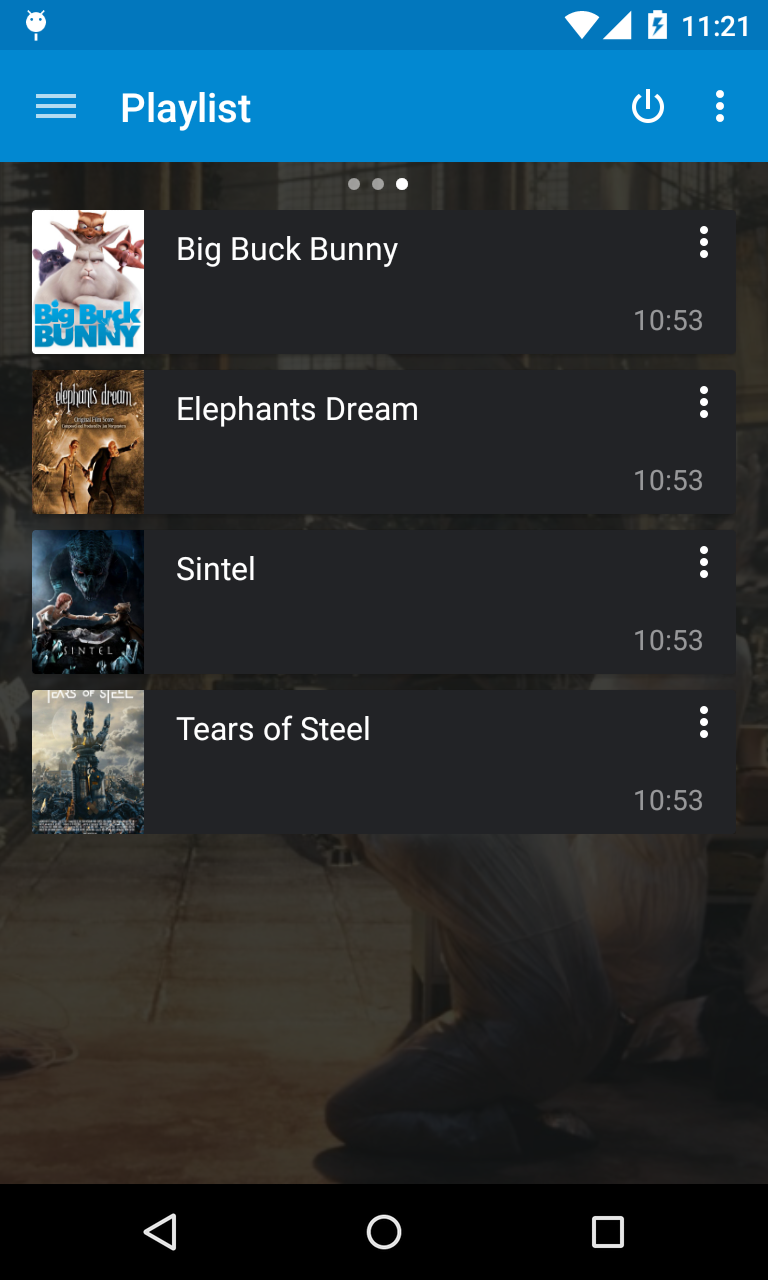 11:21
Playlist
Big Buck Bunny
10:53
Big Buck
BUNNY
Elephants Dream
10:53
elephants dream
Original Film Score
Sintel
10:53
SINTEL
Tears of Steel
10:53
TEARS OF STEEL